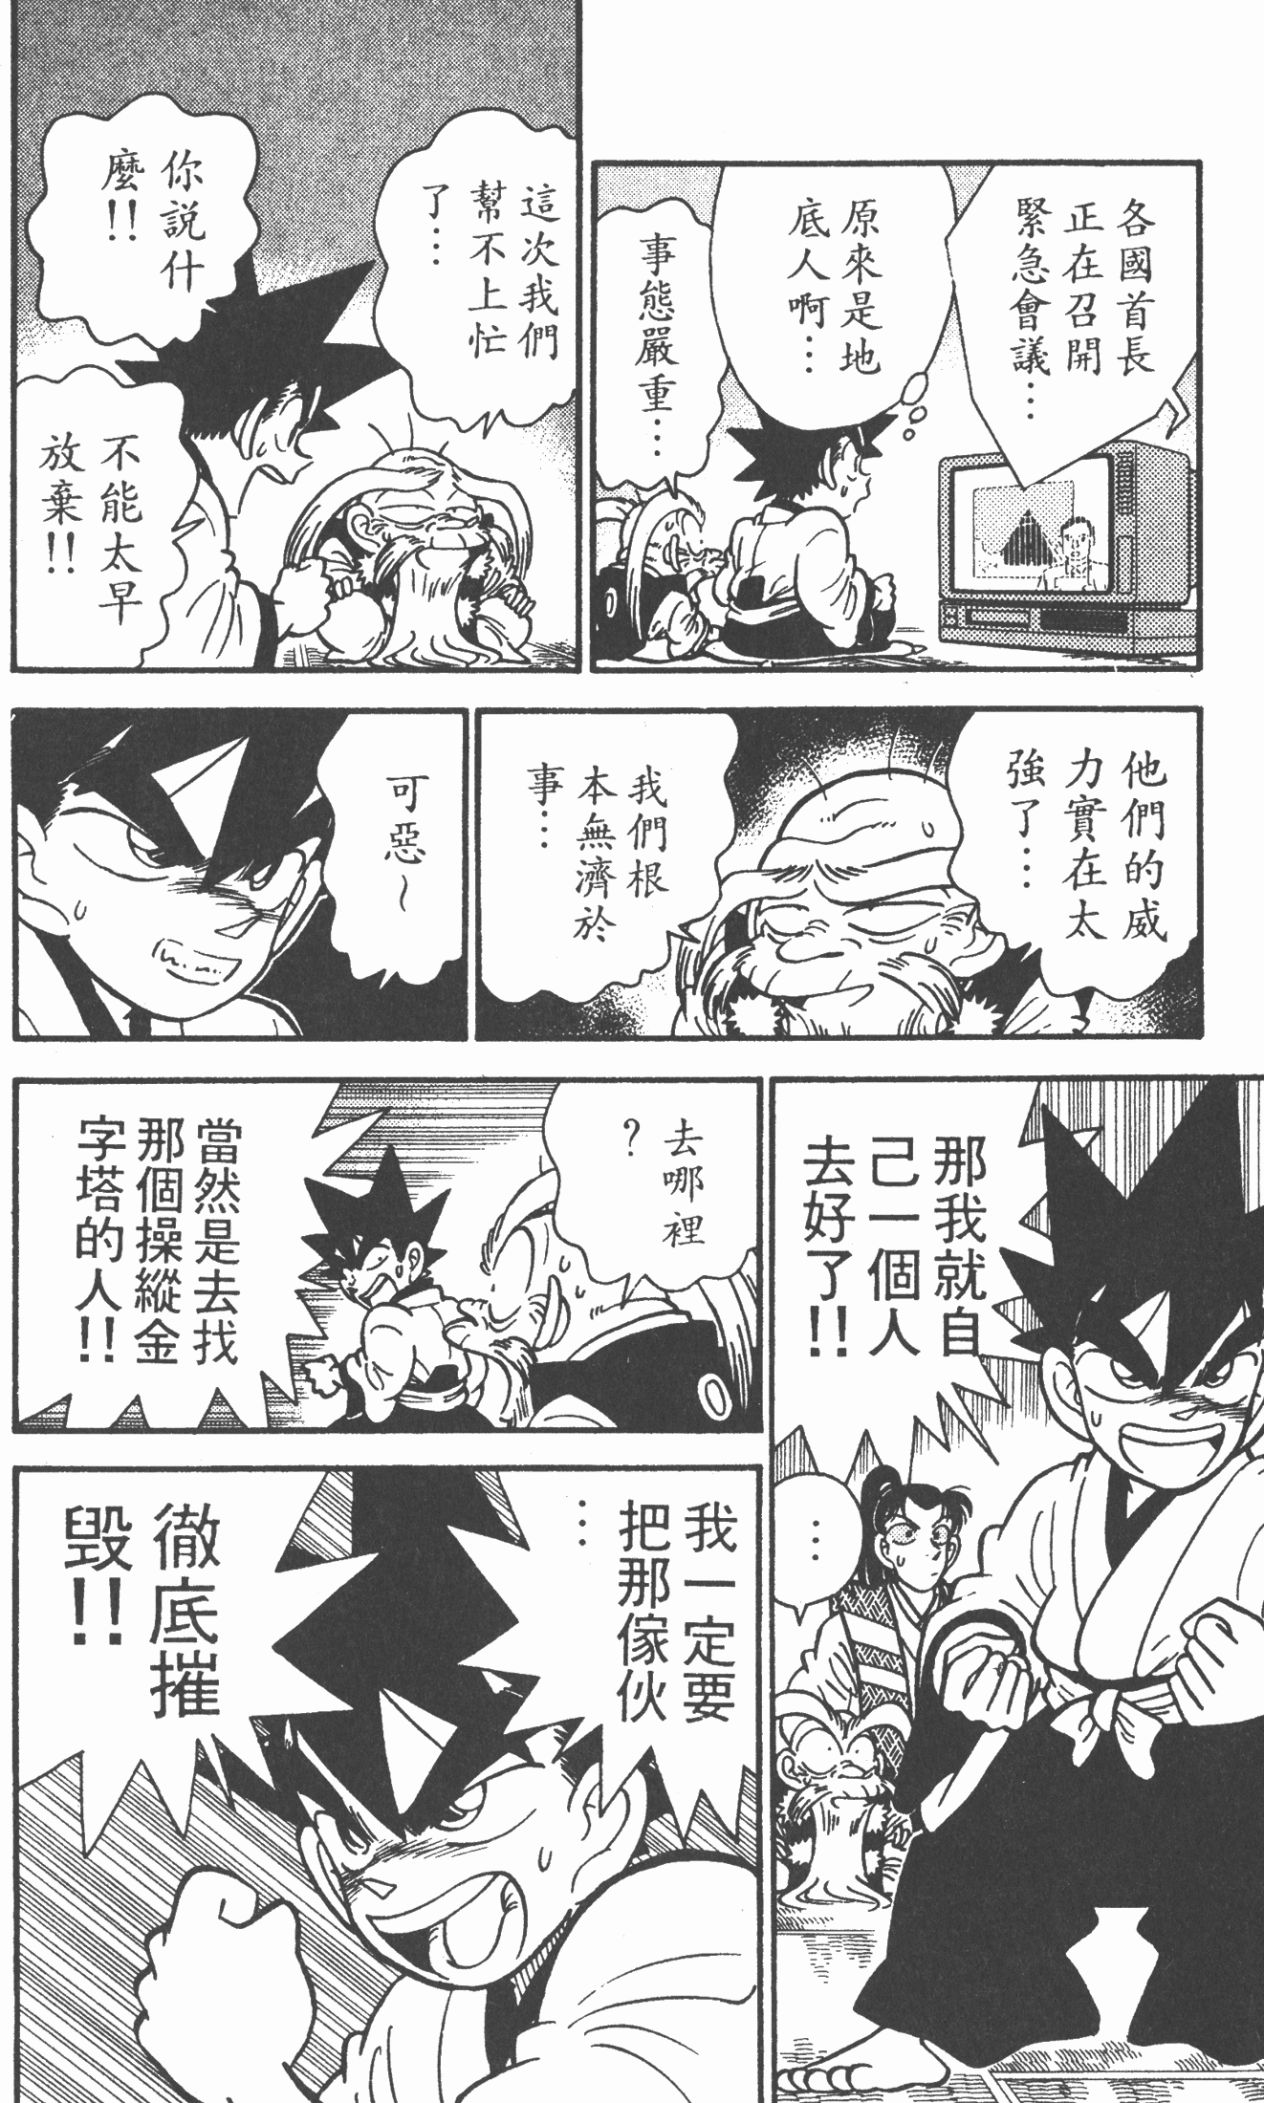 各國首長
正在召開
緊急會議…
原來是地
底人啊…
事態嚴重…
這次我們
幫不上忙
了…
你說什
麼!!
不能太早
放棄!!
他們的威
力實在太
強了…
我們根
本無濟於
事…
可惡~
那我就自
己一個人
去好了!!
…
去哪裡
?
當然是去找
那個操縱金
字塔的人!!
我一定要
把那傢伙
…
徹底摧
毀!!